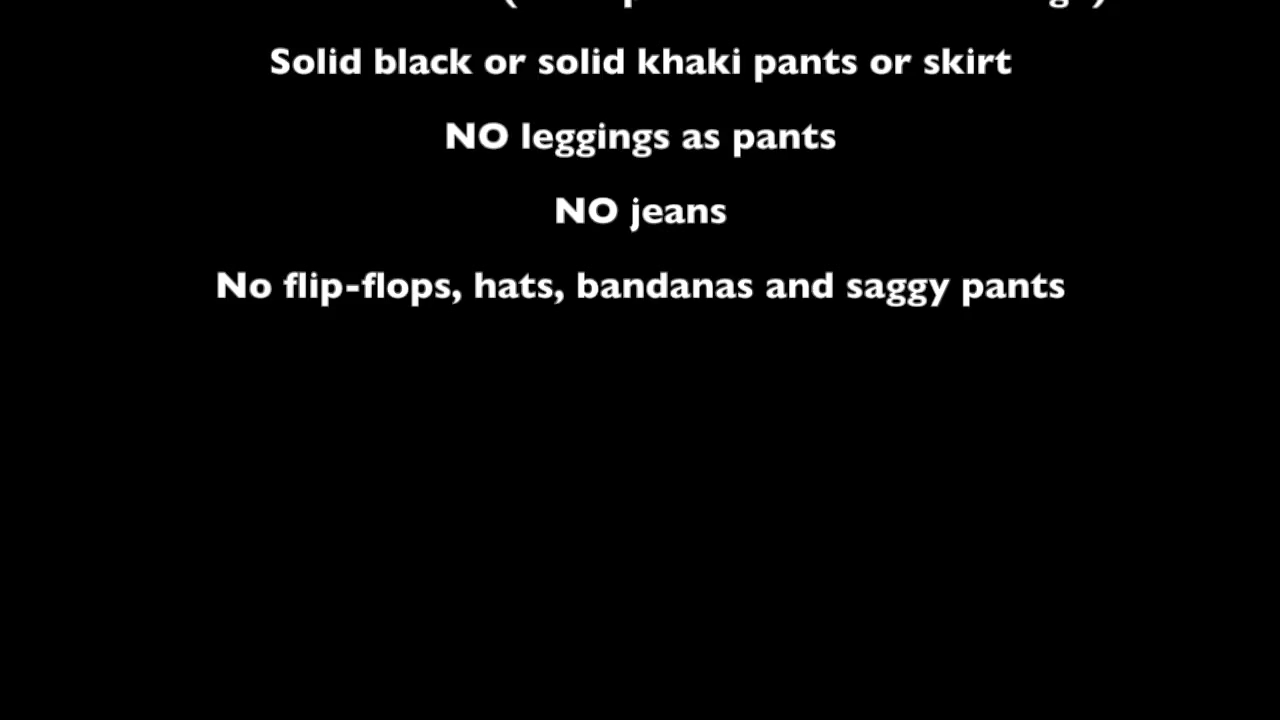 Solid black or solid khaki pants or skirt
NO leggings as pants
NO jeans
No flip-flops, hats, bandanas and saggy pants